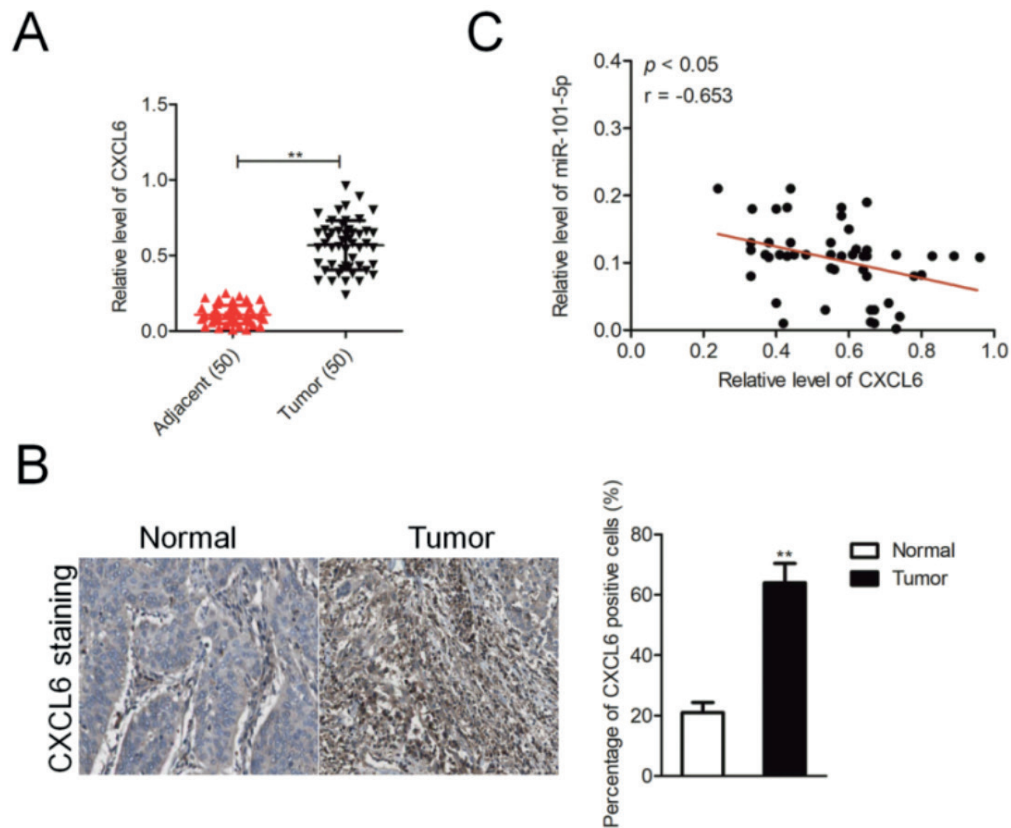 A
Relative level of CXCL6
1.5
1.0
0.5
0.0
**
Adjacent (50)
Tumor (50)
C
Relative level of miR-101-5p
0.4
0.3
0.2
0.1
0.0
p < 0.05
r = -0.653
0.0 0.2 0.4 0.6 0.8 1.0
Relative level of CXCL6
B
Normal Tumor
CXCL6 staining
Percentage of CXCL6 positive cells (%)
80
60
40
20
0
**
Normal
Tumor